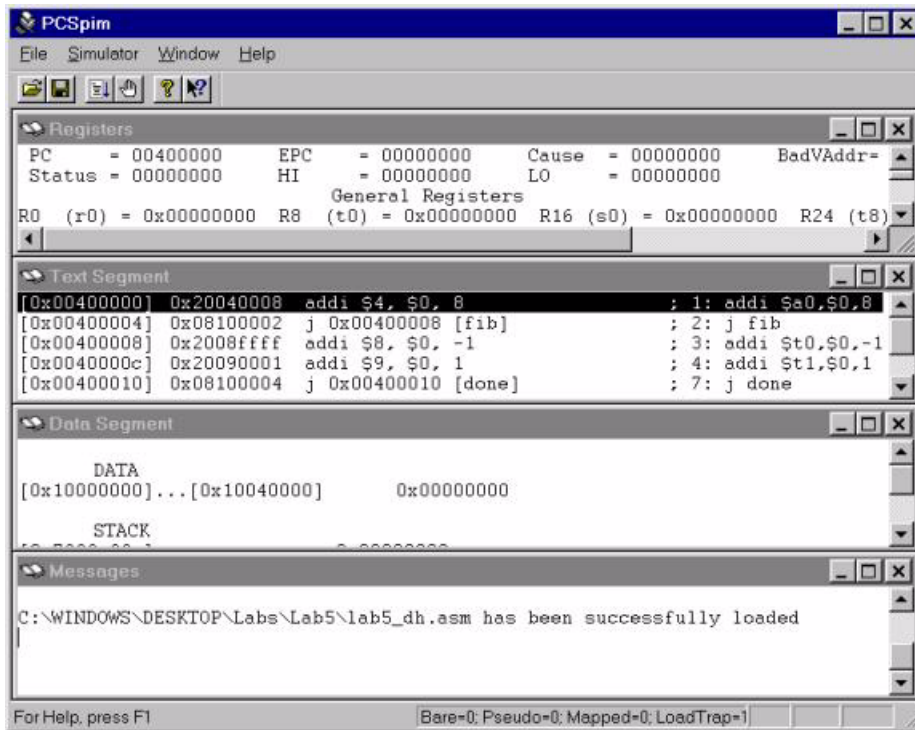 PCSpim
File Simulator Window Help
Registers
PC = 00400000 EPC = 00000000 Cause = 00000000 BadVAddr=
Status = 00000000 HI = 00000000 LO = 00000000
General Registers
R0 (r0) = 0x00000000 R8 (t0) = 0x00000000 R16 (s0) = 0x00000000 R24 (t8)
Text Segment
[0x00400000] 0x20040008 addi $4, $0, 8 ; 1: addi $a0,$0,8
[0x00400004] 0x08100002 j 0x00400008 [fib] ; 2: j fib
[0x00400008] 0x2008ffff addi $8, $0, -1 ; 3: addi $t0,$0,-1
[0x0040000c] 0x20090001 addi $9, $0, 1 ; 4: addi $t1,$0,1
[0x00400010] 0x08100004 j 0x00400010 [done] ; 7: j done
Data Segment
DATA
[0x10000000]...[0x10040000] 0x00000000
STACK
Messages
C:\WINDOWS\DESKTOP\Labs\Lab5\lab5_dh.asm has been successfully loaded
For Help, press F1 Bare=0; Pseudo=0; Mapped=0; LoadTrap=1